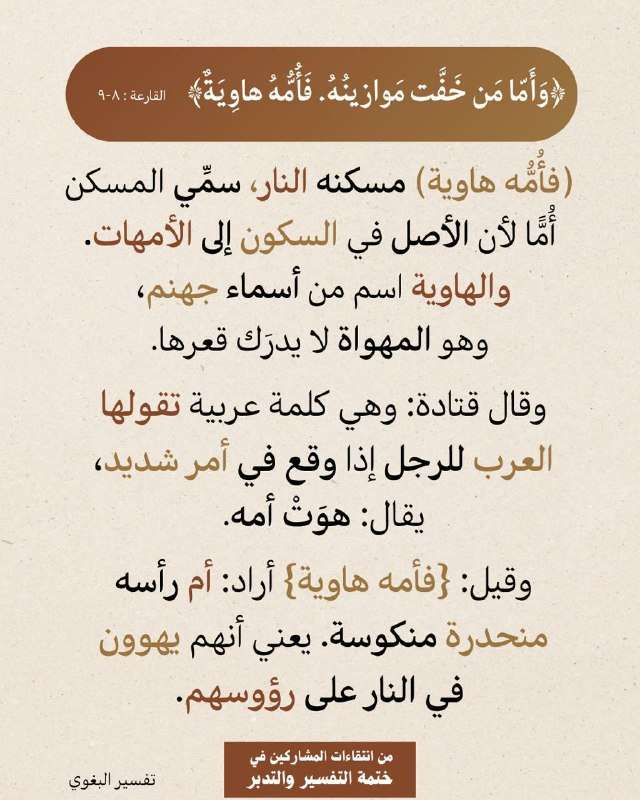 ﴿وَأَمّا مَن خَفَّت مَوازينُهُ. فَأُمُّهُ هاوِيَةٌ﴾ القارعة : ٨-٩
(فأُمُّه هاوية) مسكنه النار، سمِّي المسكن
أُمًّا لأن الأصل في السكون إلى الأمهات.
والهاوية اسم من أسماء جهنم،
وهو المهواة لا يدرَك قعرها.
وقال قتادة: وهي كلمة عربية تقولها
العرب للرجل إذا وقع في أمر شديد،
يقال: هوَتْ أمه.
وقيل: {فأمه هاوية} أراد: أم رأسه
منحدرة منكوسة. يعني أنهم يهوون
في النار على رؤوسهم.
من انتقاءات المشاركين في
ختمة التفسير والتدبر
تفسير البغوي